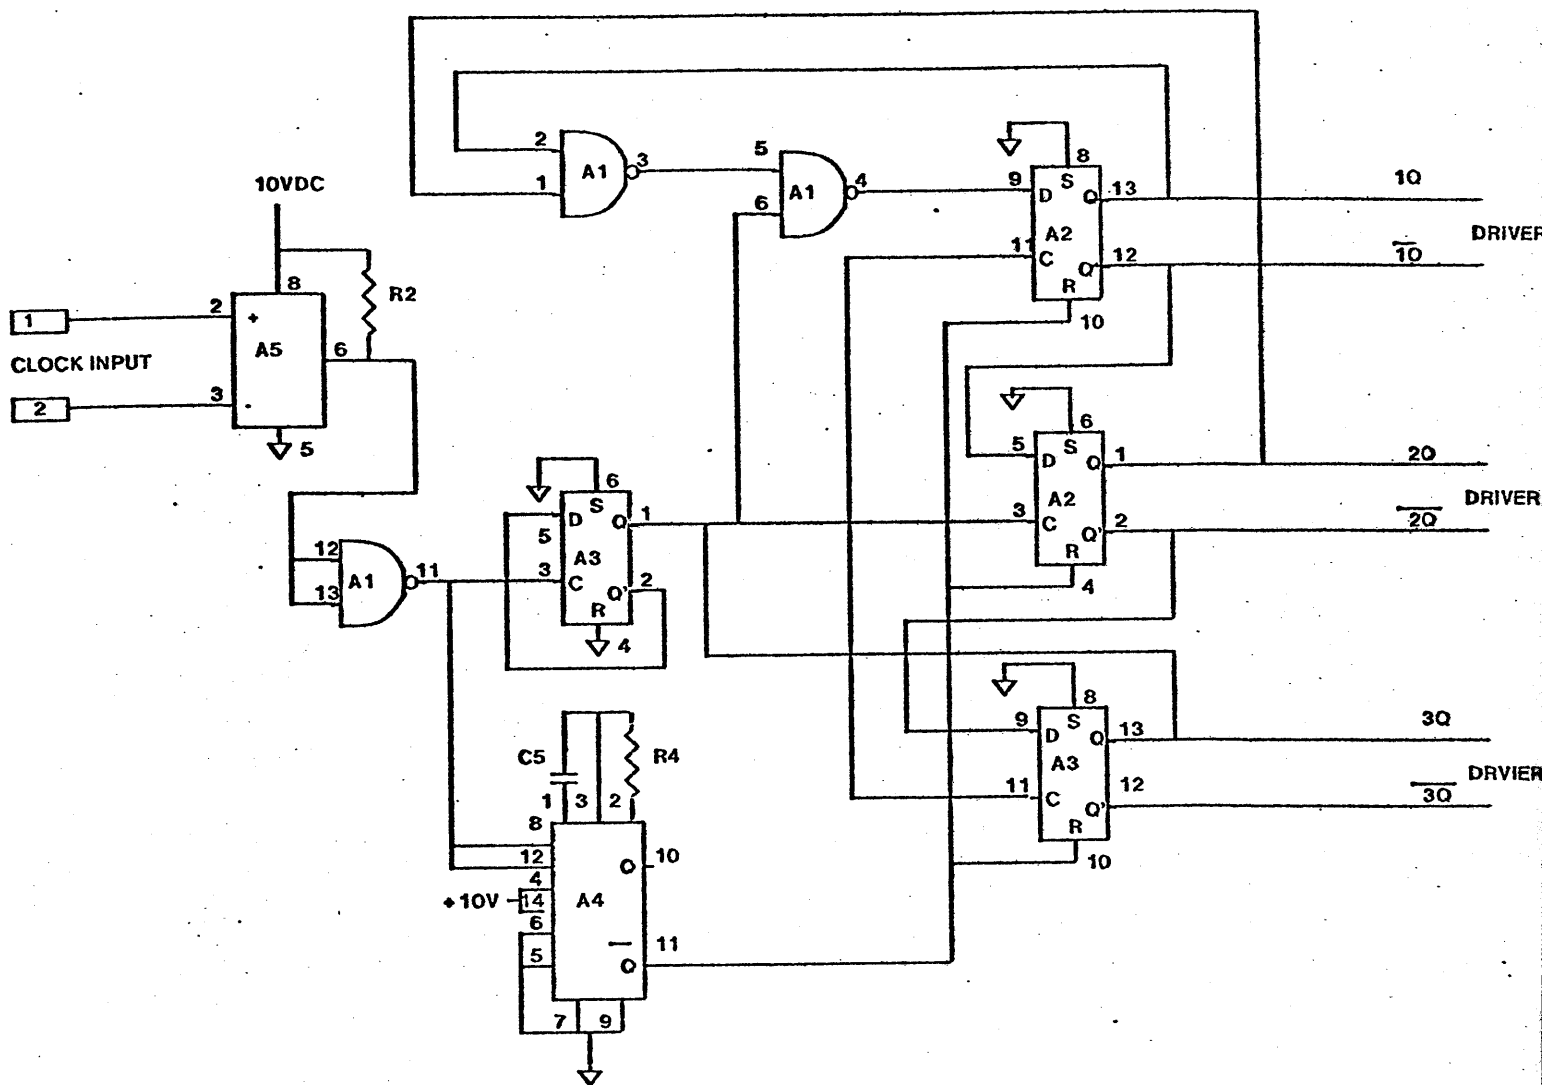 2
A1
3
1
5
A1
4
6
8
9
D
S
Q
13
1Q
A2
11
C
Q'
12
1Q
DRIVER
R
10
10VDC
8
R2
1
2
+
A5
6
CLOCK INPUT
2
3
-
5
6
5
D
S
Q
1
2Q
A2
3
C
Q'
2
2Q
DRIVER
R
4
6
D
S
Q
1
5
A3
3
C
Q'
2
R
4
12
A1
11
13
8
9
D
S
Q
13
3Q
A3
11
C
Q'
12
3Q
DRVIER
R
10
C5
R4
1 3 2
8
12
Q
10
4
+10V
14
A4
6
5
Q
11
7 9